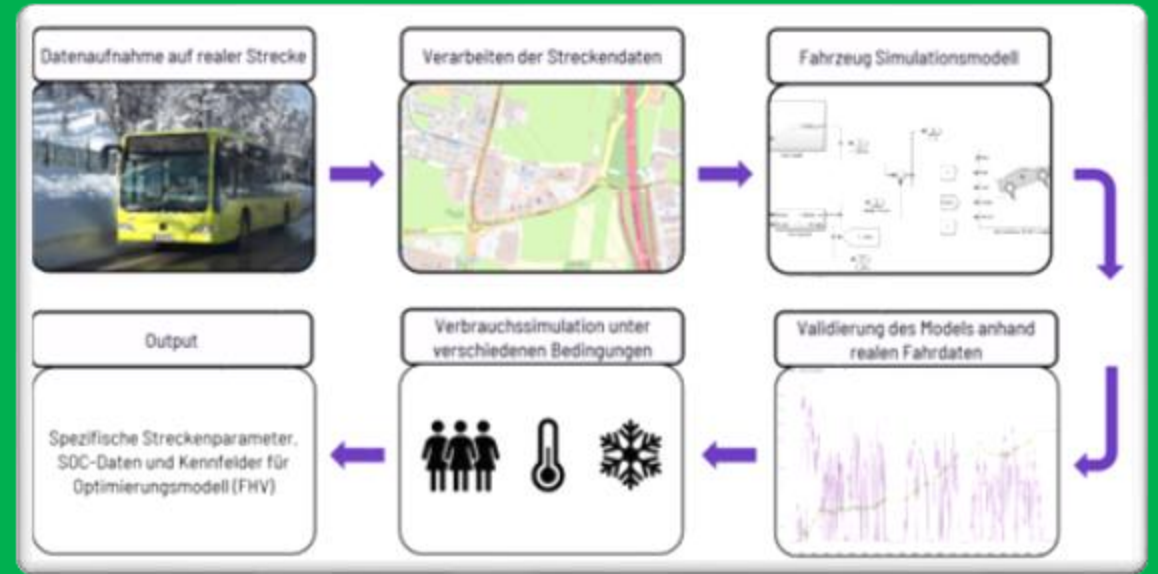 Datenaufnahme auf realer Strecke
Verarbeiten der Streckendaten
Fahrzeug Simulationsmodell
Validierung des Models anhand
realen Fahrdaten
Verbrauchssimulation unter
verschiedenen Bedingungen
Output
Spezifische Streckenparameter,
SOC-Daten und Kennfelder für
Optimierungsmodell (FHV)